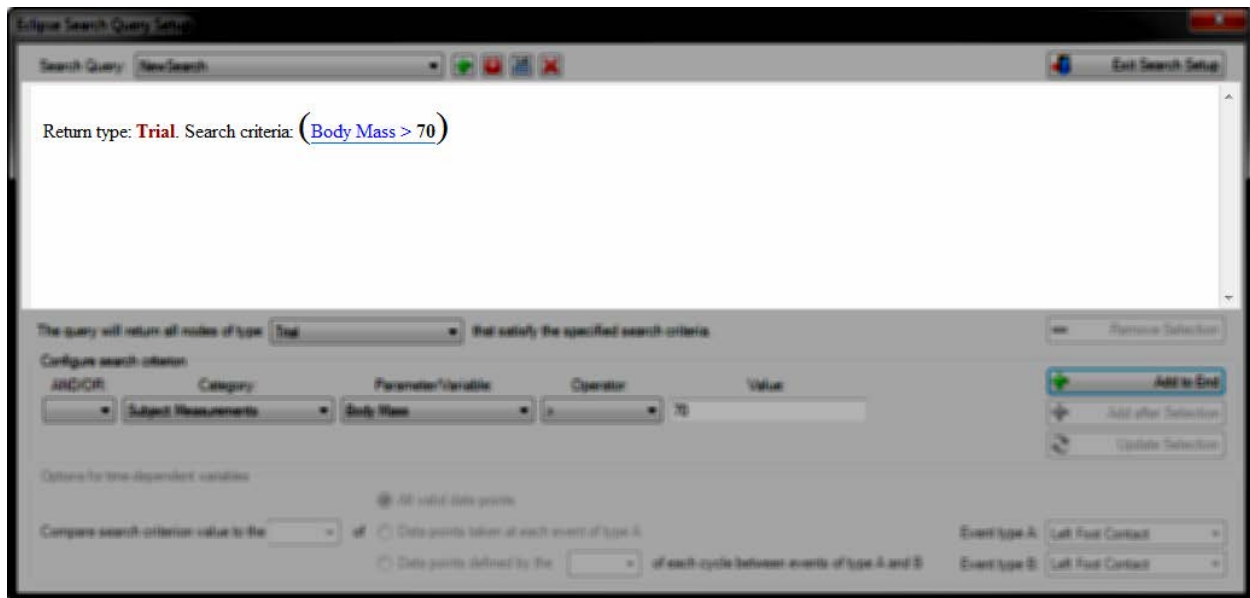 Eclipse Search Query Setup
Search Query: NewSearch Exit Search Setup
Return type: Trial. Search criteria: (Body Mass > 70)
The query will return all nodes of type: Trial that satisfy the specified search criteria. Remove Selection
Configure search criterion
AND/OR: Category: Parameter/Variable: Operator: Value: Add to End
Subject Measurements Body Mass > 70 Add after Selection
Update Selection
Options for time-dependent variables
All valid data points
Compare search criterion value to the of Data points taken at each event of type A Event type A: Left Foot Contact
Data points defined by the of each cycle between events of type A and B Event type B: Left Foot Contact